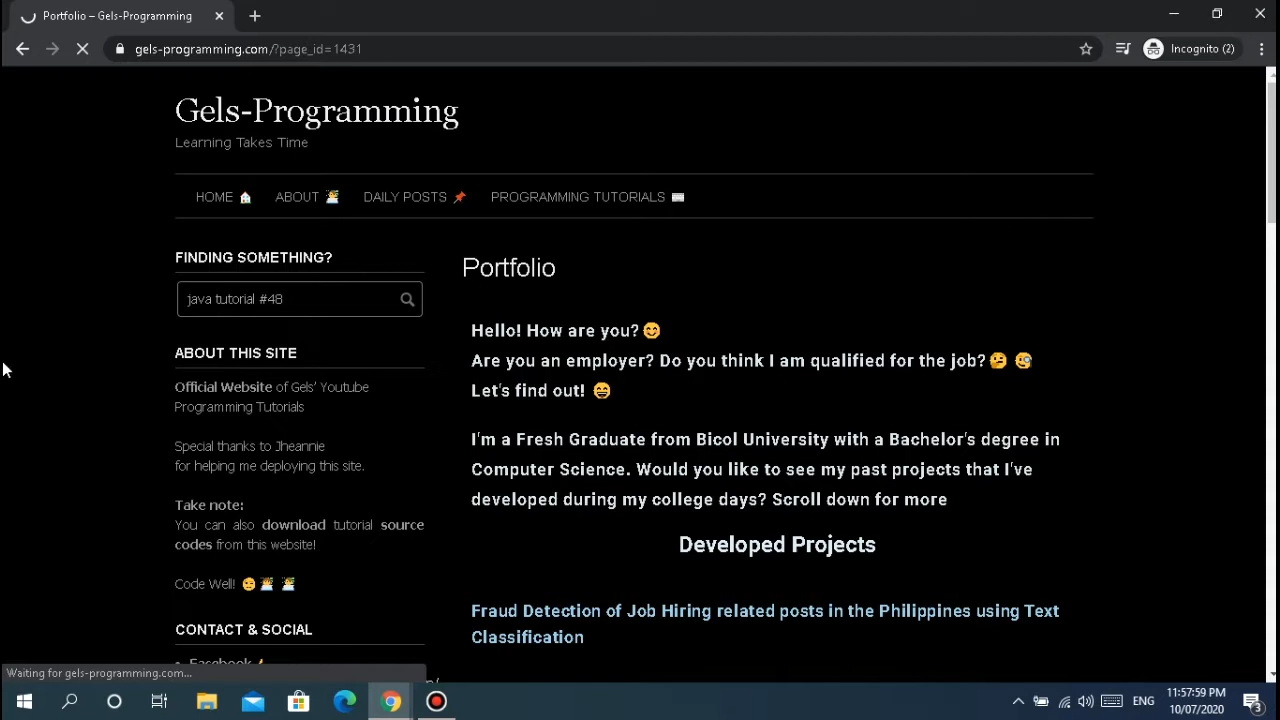 Portfolio – Gels-Programming
gels-programming.com/?page_id=1431
Incognito (2)
Gels-Programming
Learning Takes Time
HOME 🏠 ABOUT DAILY POSTS 📌 PROGRAMMING TUTORIALS
FINDING SOMETHING?
java tutorial #48
ABOUT THIS SITE
Official Website of Gels' Youtube
Programming Tutorials
Special thanks to Jheannie
for helping me deploying this site.
Take note:
You can also download tutorial source
codes from this website!
Code Well!
CONTACT & SOCIAL
Facebook
Portfolio
Hello! How are you? 😊
Are you an employer? Do you think I am qualified for the job? 🤔 🧐
Let's find out! 😁
I'm a Fresh Graduate from Bicol University with a Bachelor's degree in
Computer Science. Would you like to see my past projects that I've
developed during my college days? Scroll down for more
Developed Projects
Fraud Detection of Job Hiring related posts in the Philippines using Text
Classification
Waiting for gels-programming.com...
ENG
11:57:59 PM
10/07/2020
3